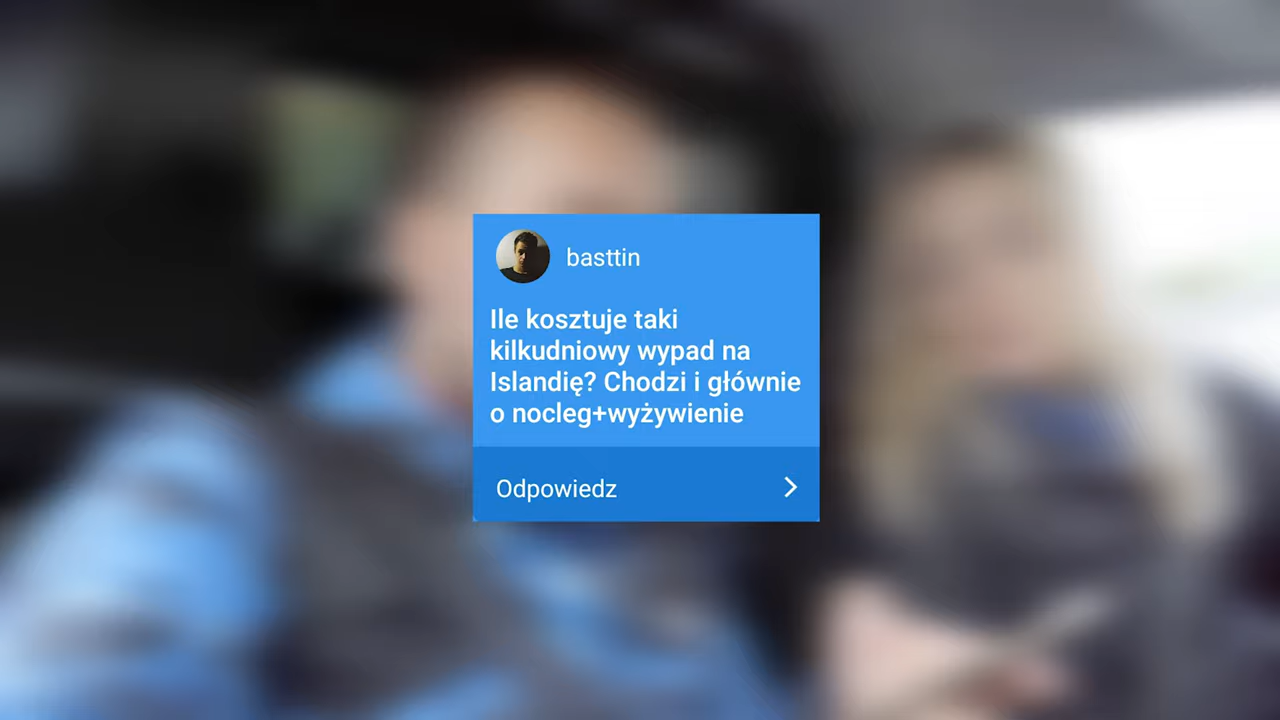 basttin
Ile kosztuje taki
kilkudniowy wypad na
Islandię? Chodzi i głównie
o nocleg+wyżywienie
Odpowiedz